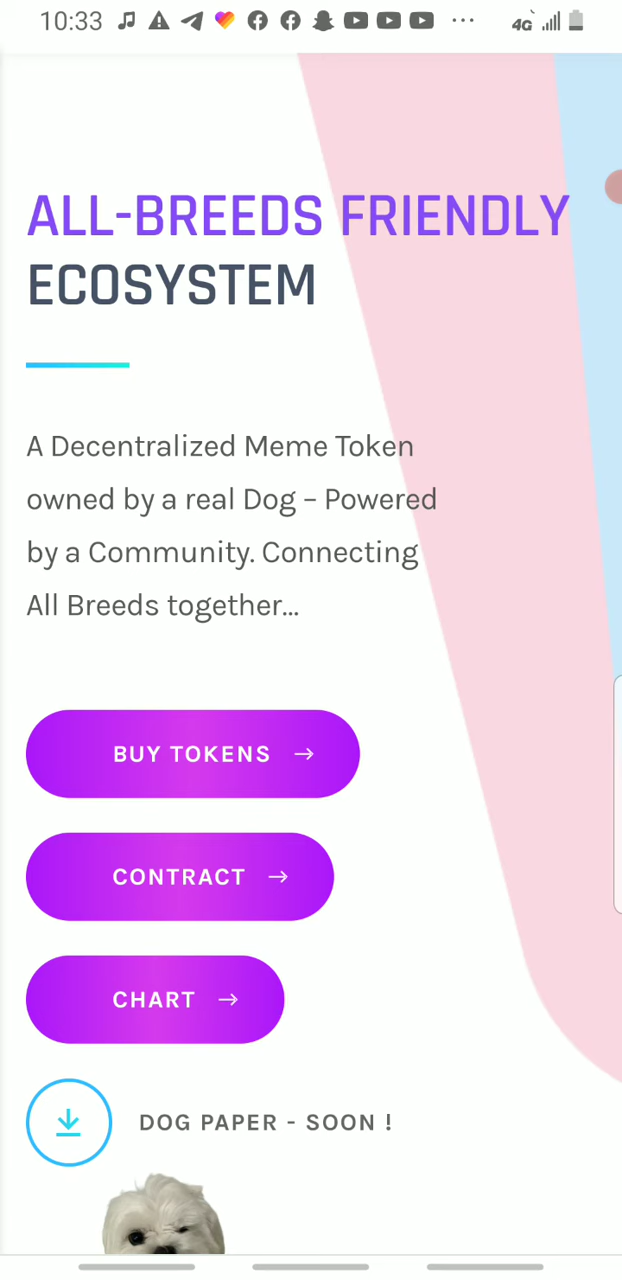 10:33
4G
ALL-BREEDS FRIENDLY
ECOSYSTEM
A Decentralized Meme Token
owned by a real Dog – Powered
by a Community. Connecting
All Breeds together...
BUY TOKENS →
CONTRACT →
CHART →
DOG PAPER - SOON !